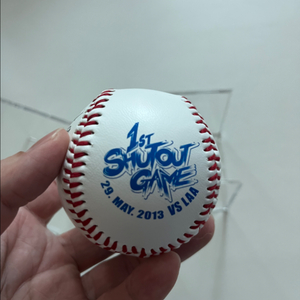 1ST
SHUTOUT
GAME
29. MAY. 2013 VS LAA